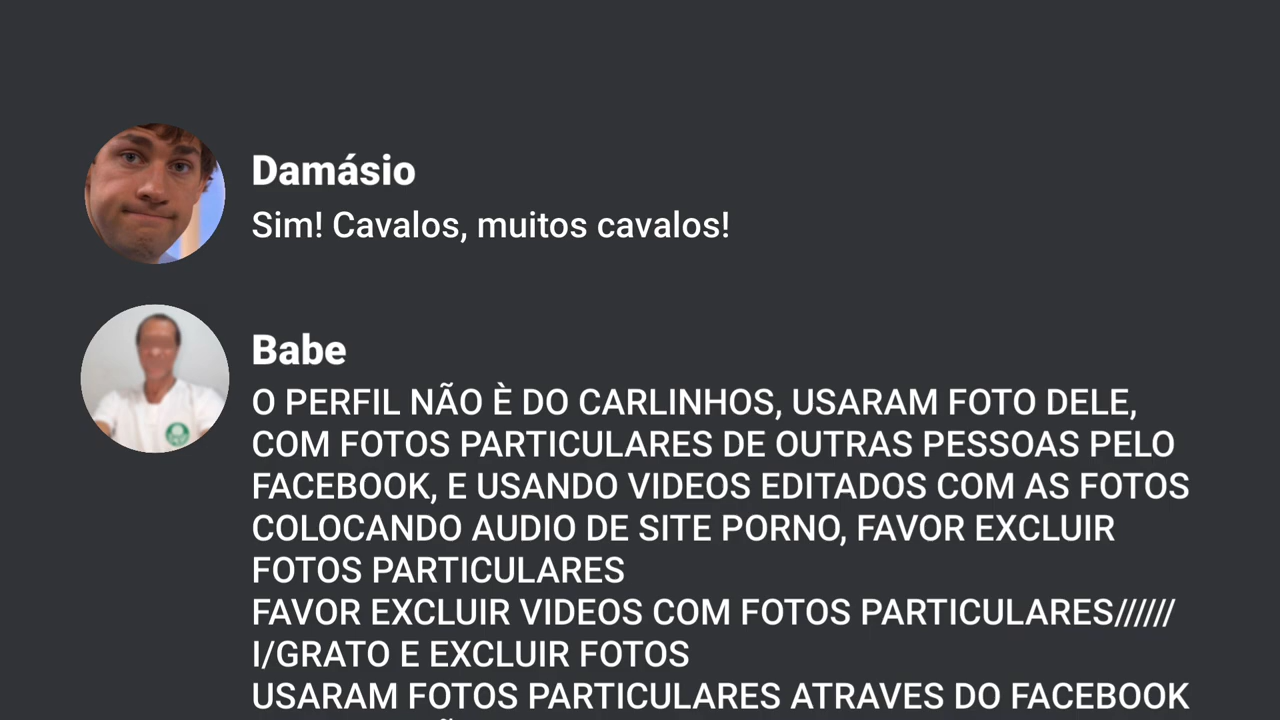 Damásio
Sim! Cavalos, muitos cavalos!
Babe
O PERFIL NÃO È DO CARLINHOS, USARAM FOTO DELE,
COM FOTOS PARTICULARES DE OUTRAS PESSOAS PELO
FACEBOOK, E USANDO VIDEOS EDITADOS COM AS FOTOS
COLOCANDO AUDIO DE SITE PORNO, FAVOR EXCLUIR
FOTOS PARTICULARES
FAVOR EXCLUIR VIDEOS COM FOTOS PARTICULARES//////
I/GRATO E EXCLUIR FOTOS
USARAM FOTOS PARTICULARES ATRAVES DO FACEBOOK